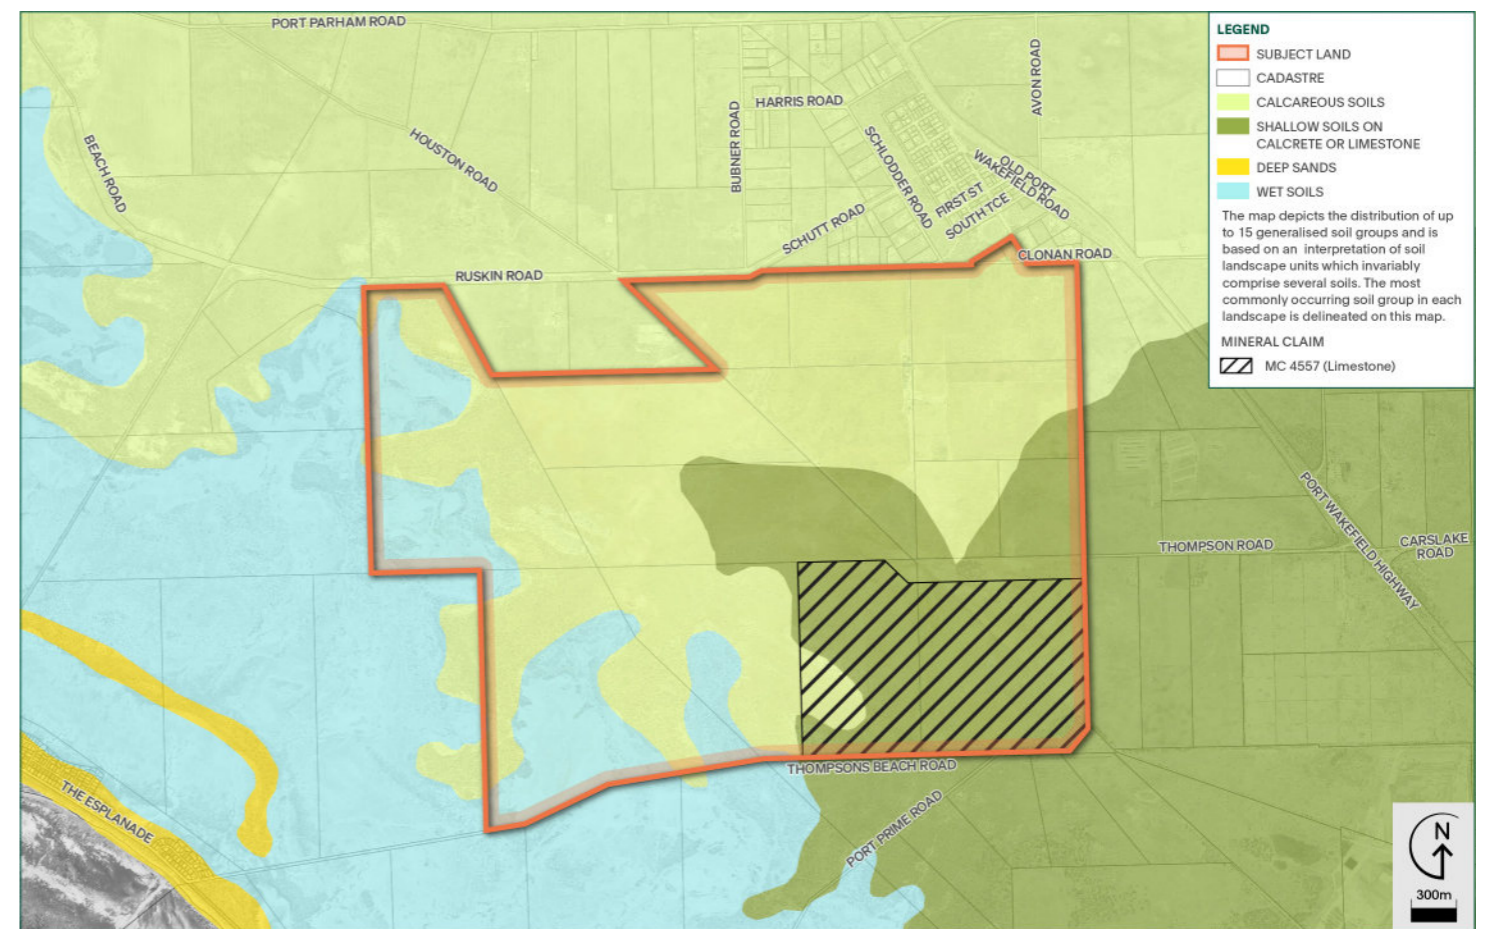 PORT PARHAM ROAD
LEGEND
SUBJECT LAND
CADASTRE
CALCAREOUS SOILS
SHALLOW SOILS ON
CALCRETE OR LIMESTONE
DEEP SANDS
WET SOILS
The map depicts the distribution of up
to 15 generalised soil groups and is
based on an interpretation of soil
landscape units which invariably
comprise several soils. The most
commonly occurring soil group in each
landscape is delineated on this map.
MINERAL CLAIM
MC 4557 (Limestone)
AVON ROAD
HARRIS ROAD
BUBNER ROAD
HOUSTON ROAD
BEACH ROAD
SCHLODDER ROAD
OLD PORT
WAKEFIELD ROAD
FIRST ST
SOUTH TCE
SCHUTT ROAD
CLONAN ROAD
RUSKIN ROAD
PORT WAKEFIELD HIGHWAY
THOMPSON ROAD
CARSLAKE
ROAD
THOMPSONS BEACH ROAD
PORT PRIME ROAD
THE ESPLANADE
N
300m